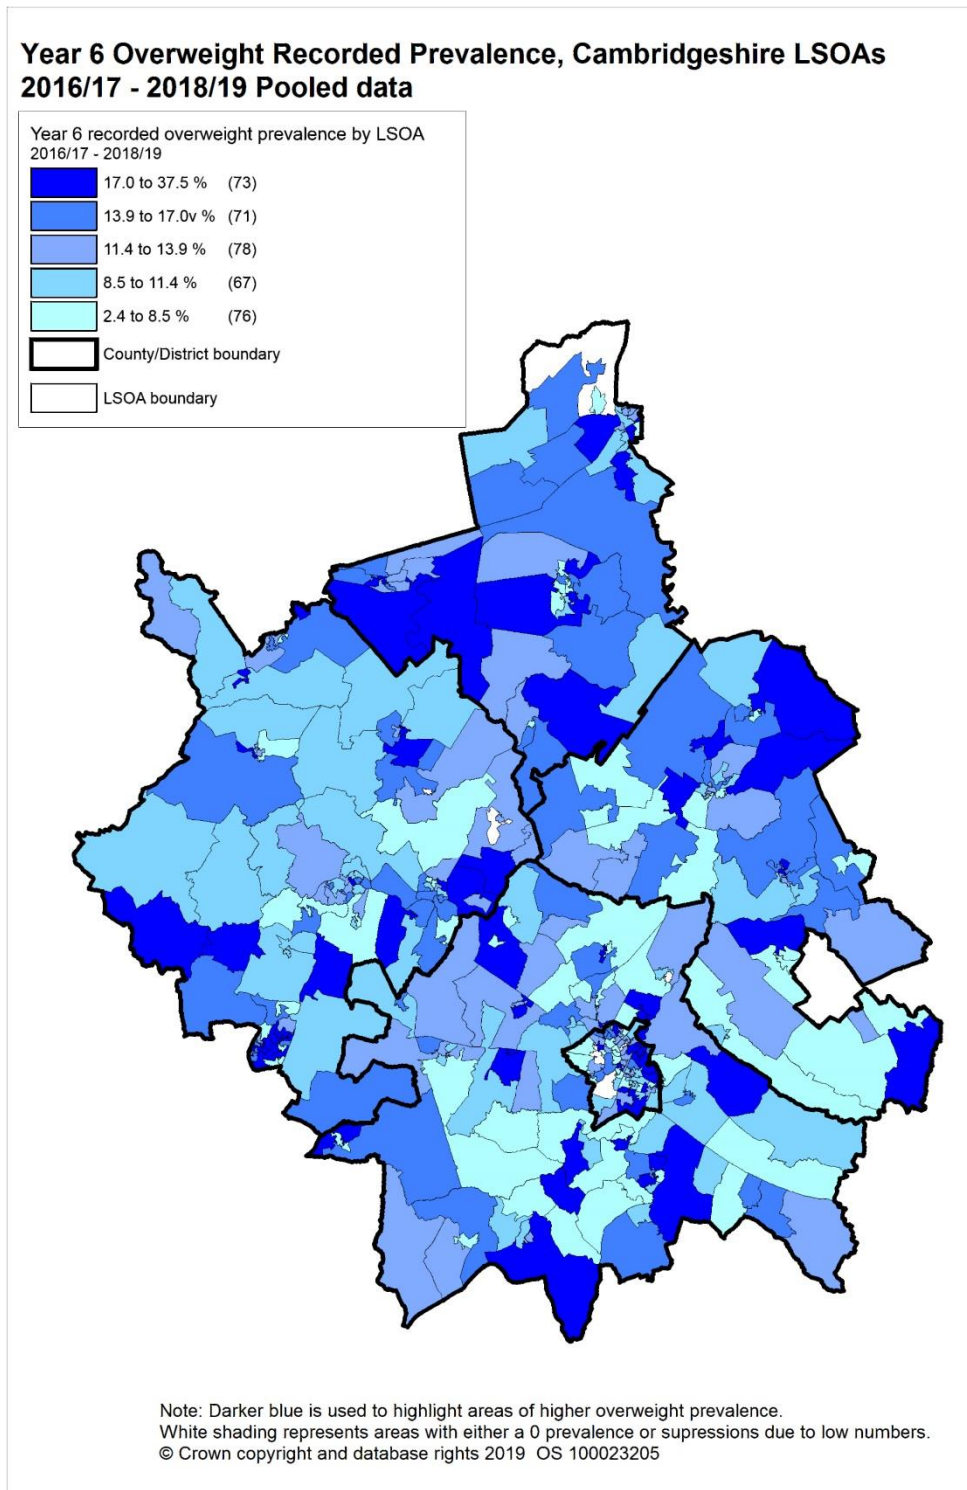 Year 6 Overweight Recorded Prevalence, Cambridgeshire LSOAs
2016/17 - 2018/19 Pooled data
Year 6 recorded overweight prevalence by LSOA
2016/17 - 2018/19
17.0 to 37.5 % (73)
13.9 to 17.0v % (71)
11.4 to 13.9 % (78)
8.5 to 11.4 % (67)
2.4 to 8.5 % (76)
County/District boundary
LSOA boundary
Note: Darker blue is used to highlight areas of higher overweight prevalence.
White shading represents areas with either a 0 prevalence or supressions due to low numbers.
© Crown copyright and database rights 2019 OS 100023205